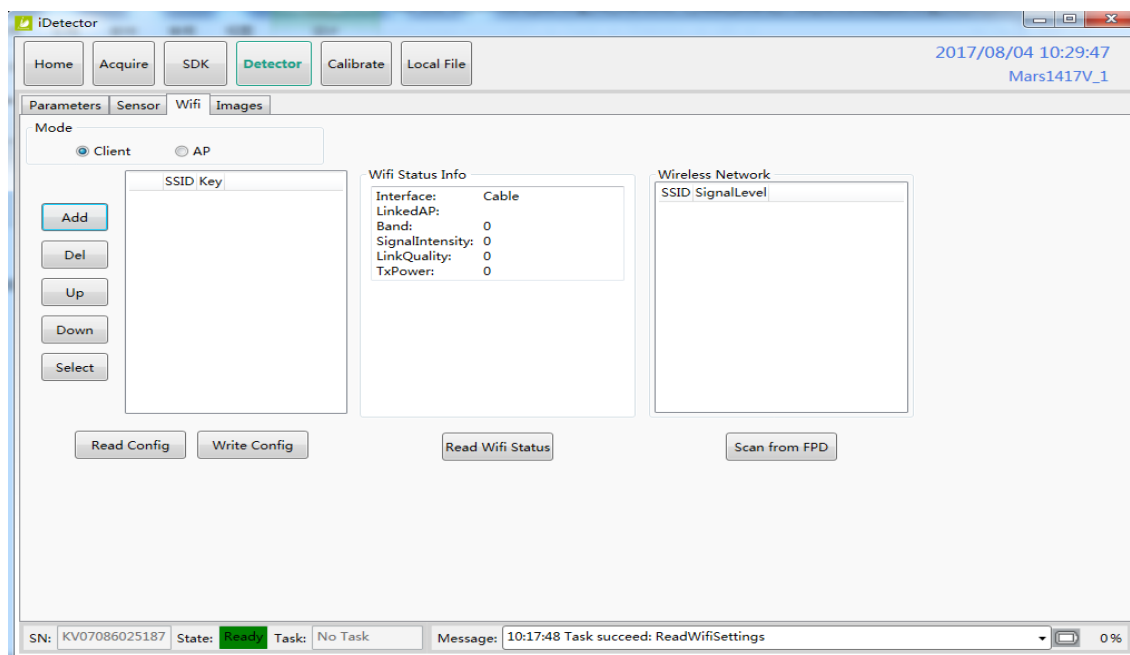 iDetector
Home Acquire SDK Detector Calibrate Local File
2017/08/04 10:29:47
Mars1417V_1
Parameters Sensor Wifi Images
Mode
Client AP
SSID Key
Add
Del
Up
Down
Select
Read Config Write Config
Wifi Status Info
Interface: Cable
LinkedAP:
Band: 0
SignalIntensity: 0
LinkQuality: 0
TxPower: 0
Read Wifi Status
Wireless Network
SSID SignalLevel
Scan from FPD
SN: KV07086025187 State: Ready Task: No Task Message: 10:17:48 Task succeed: ReadWifiSettings 0%